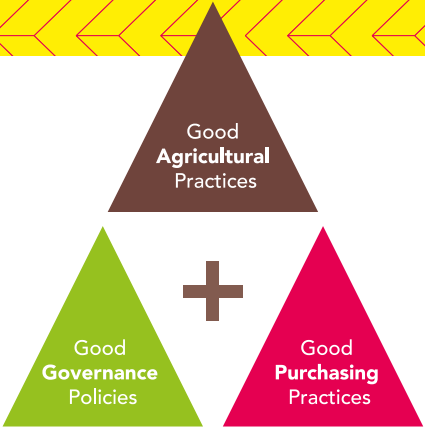 Good
Agricultural
Practices
Good
Governance
Policies
Good
Purchasing
Practices